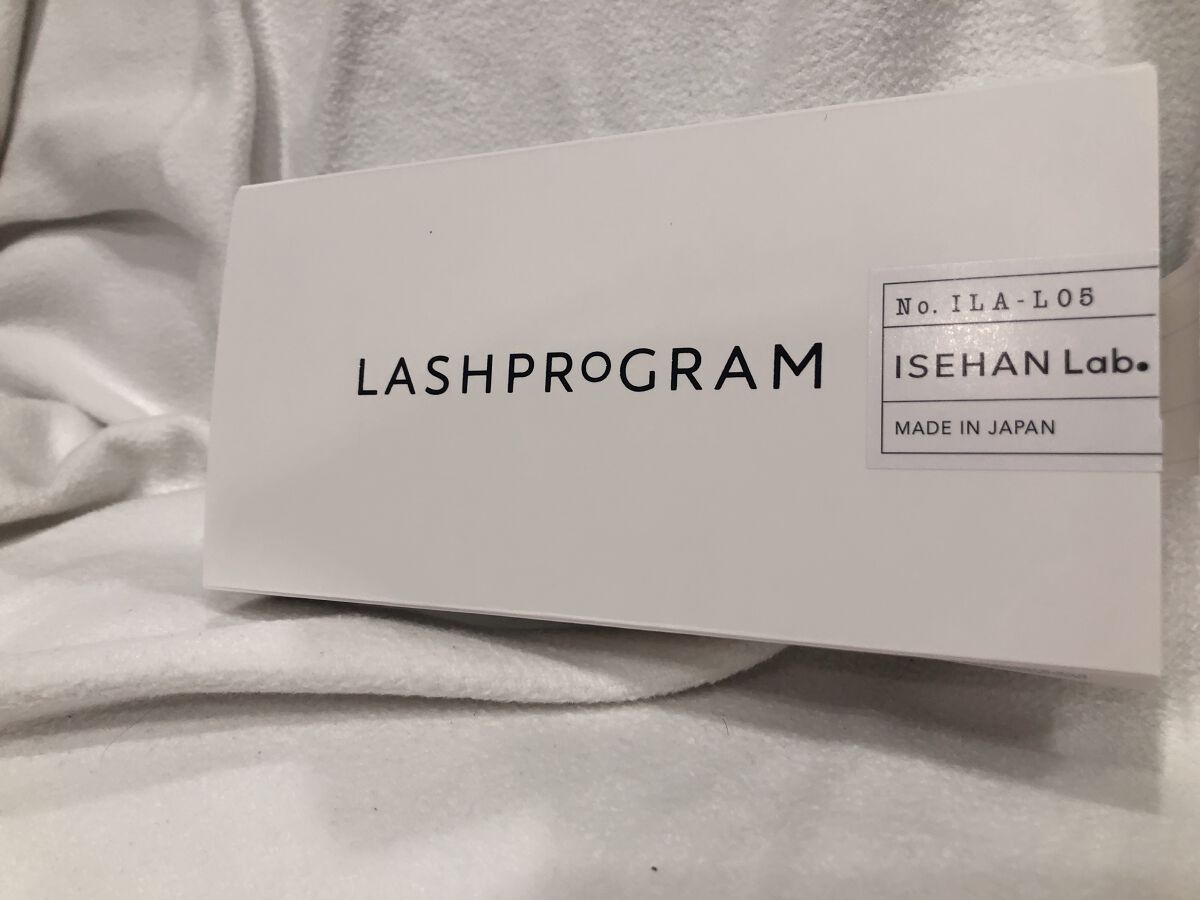 LASHPROGRAM
No. ILA-L05
ISEHAN Lab.
MADE IN JAPAN